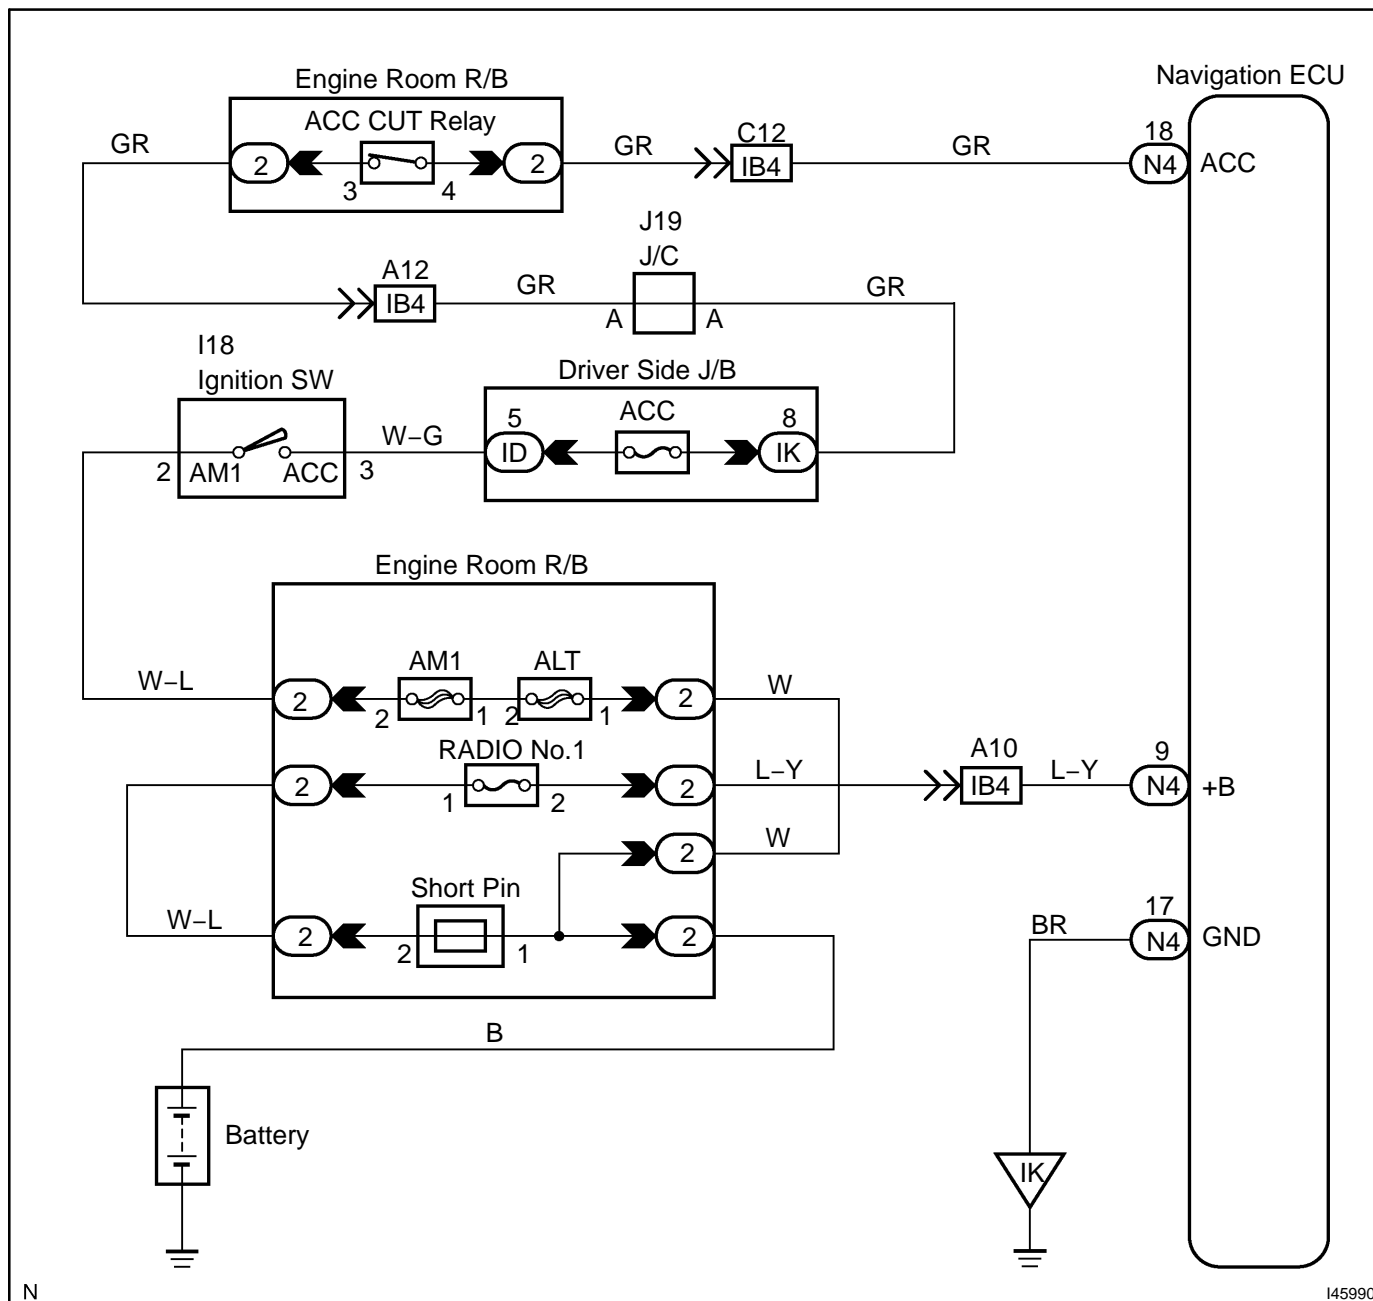 Engine Room R/B
Navigation ECU
ACC CUT Relay
GR
2
3
4
2
GR
C12
IB4
GR
18
N4
ACC
J19
J/C
A12
IB4
GR
A
A
GR
I18
Ignition SW
2
AM1
ACC
3
W–G
Driver Side J/B
5
ID
ACC
8
IK
Engine Room R/B
W–L
2
AM1
2
1
ALT
2
1
2
W
RADIO No.1
2
1
2
2
L–Y
A10
IB4
L–Y
9
N4
+B
2
W
Short Pin
W–L
2
2
1
2
17
N4
GND
BR
B
Battery
IK
N
I45990